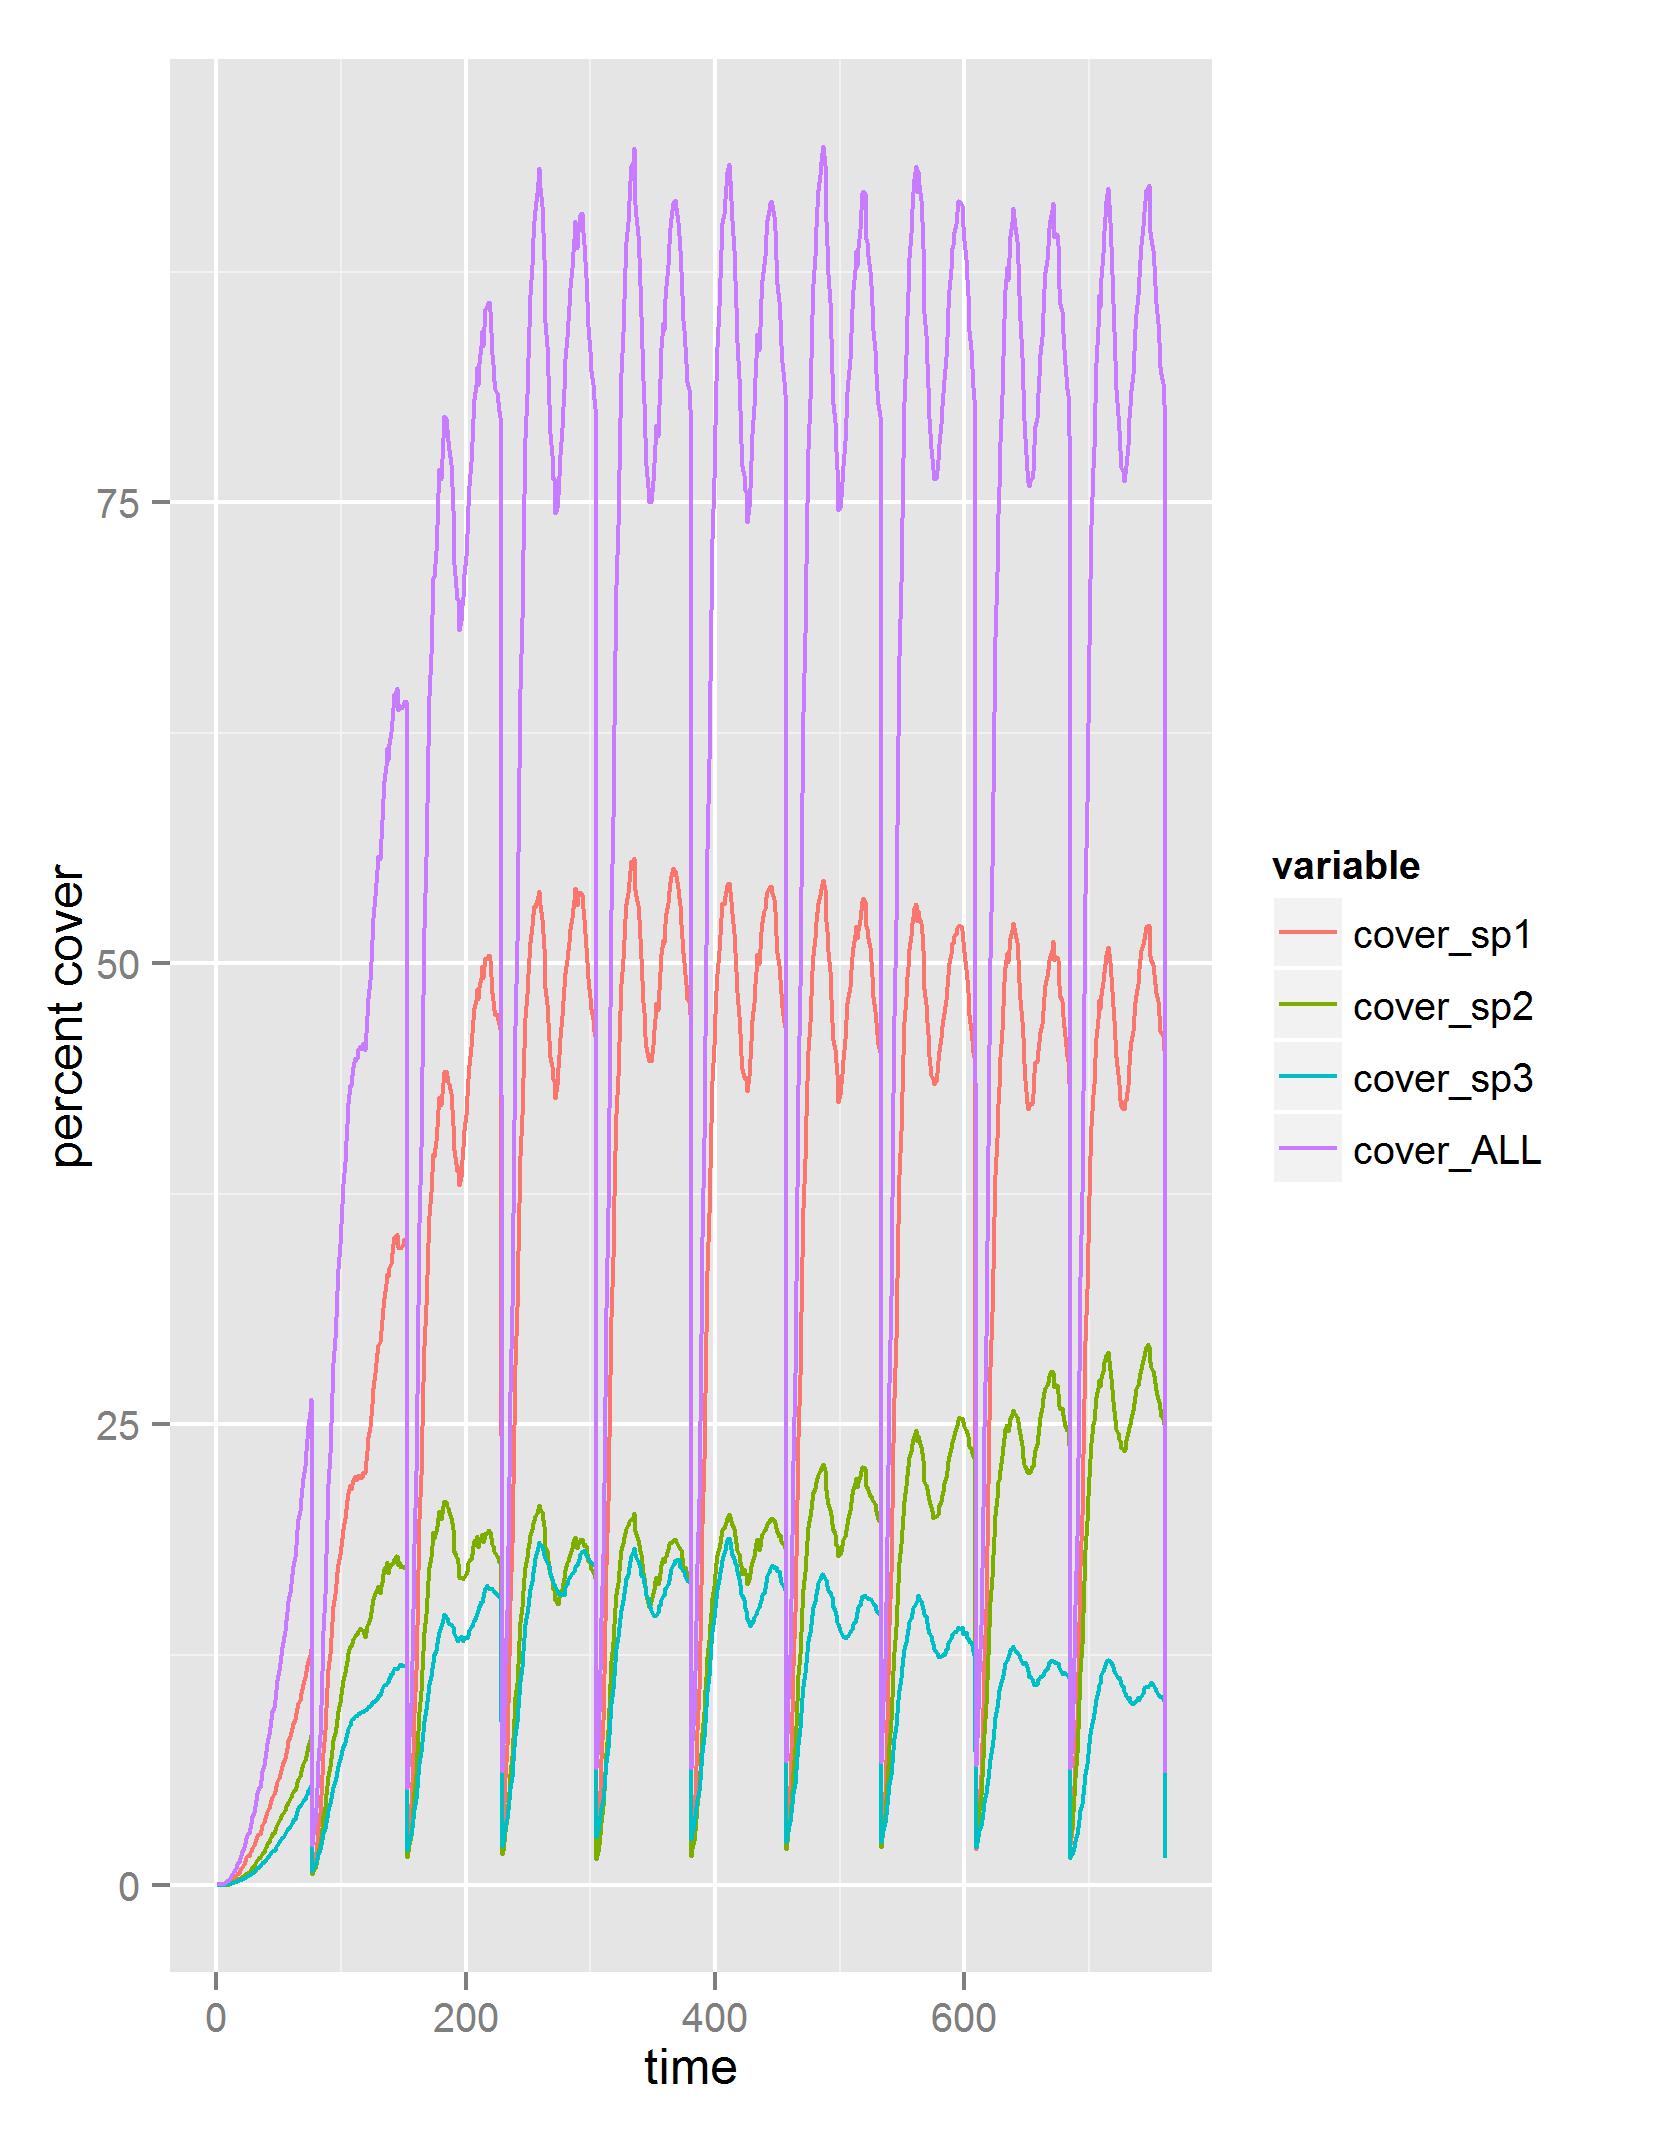 percent cover
75
50
25
0
0 200 400 600
time
variable
cover_sp1
cover_sp2
cover_sp3
cover_ALL